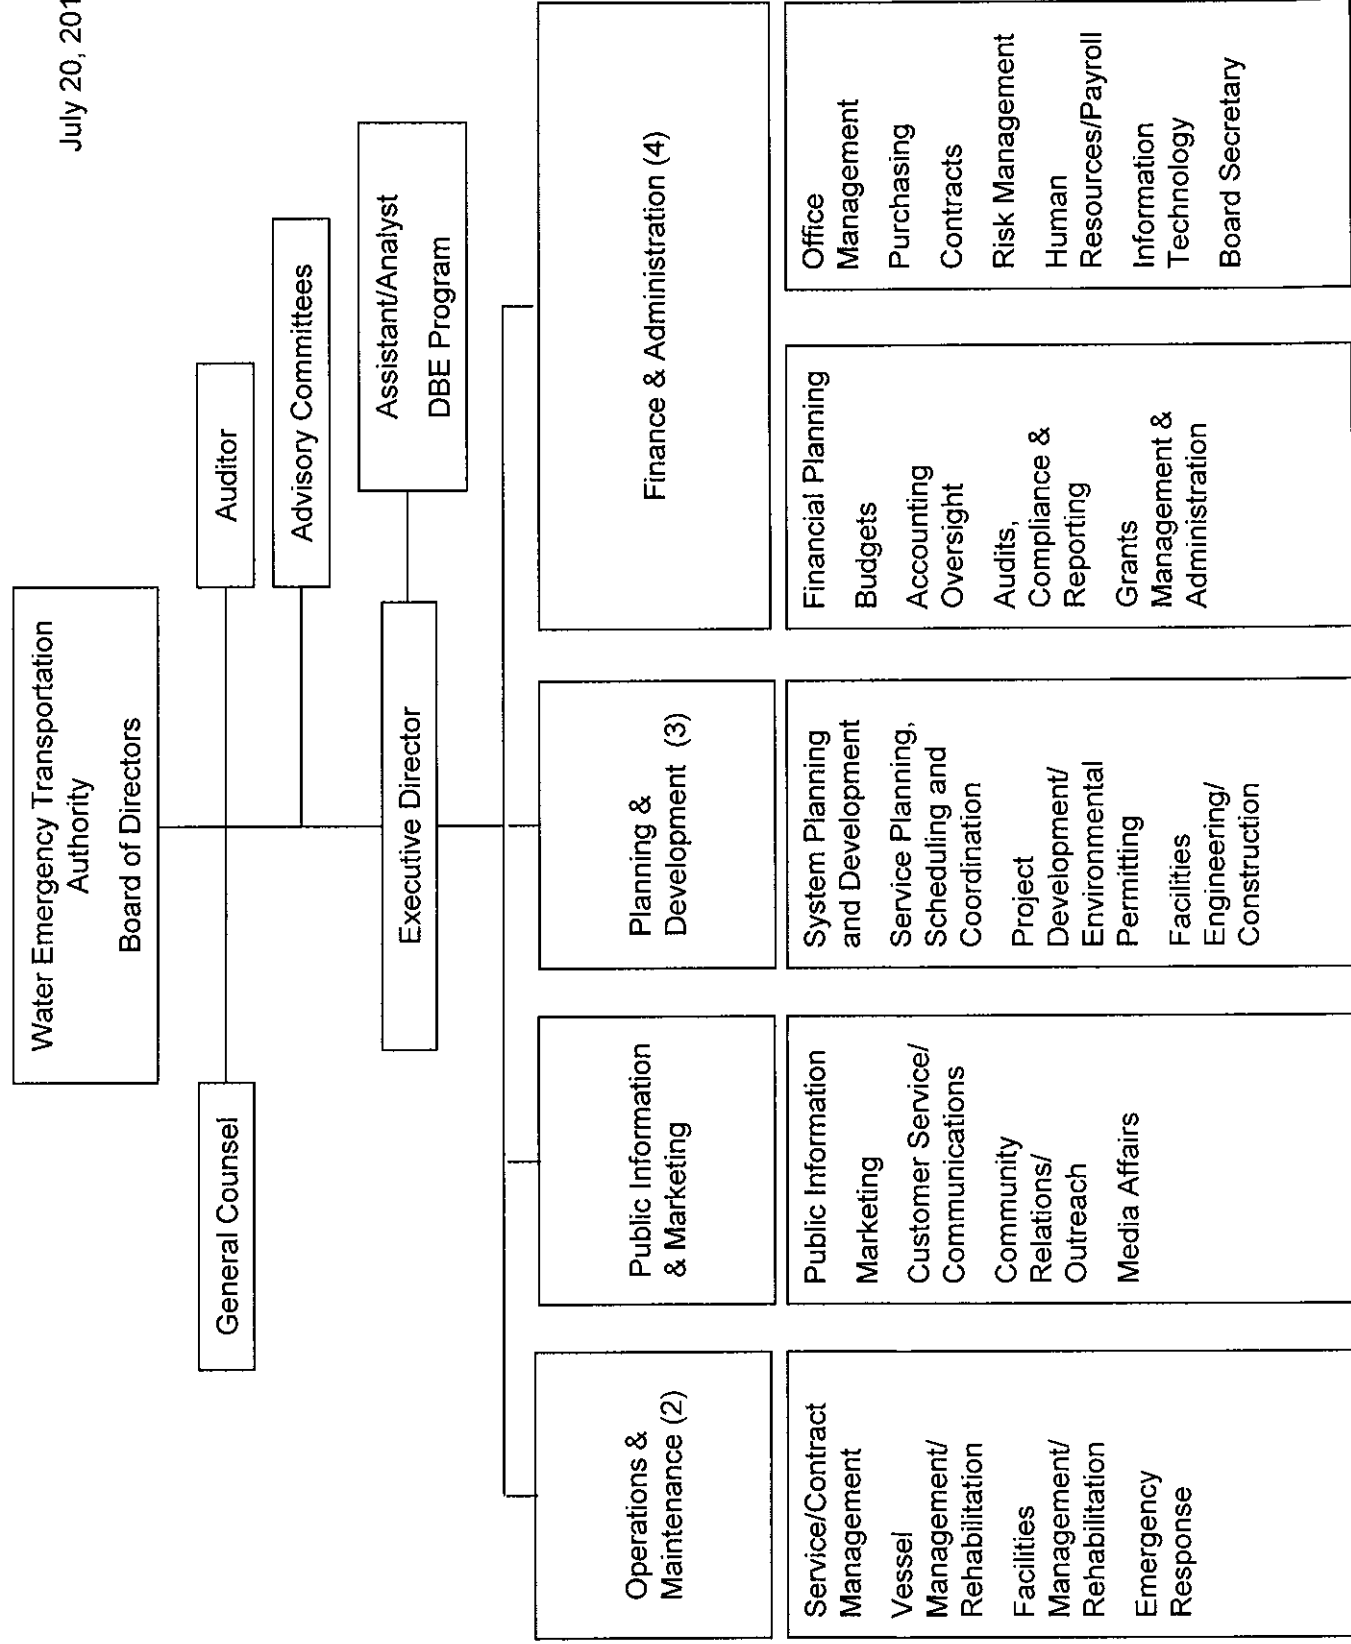 July 20, 201
Water Emergency Transportation
Authority
Board of Directors
General Counsel
Auditor
Advisory Committees
Executive Director
Assistant/Analyst
DBE Program
Operations &
Maintenance (2)
Public Information
& Marketing
Planning &
Development (3)
Finance & Administration (4)
Service/Contract
Management
Vessel
Management/
Rehabilitation
Facilities
Management/
Rehabilitation
Emergency
Response
Public Information
Marketing
Customer Service/
Communications
Community
Relations/
Outreach
Media Affairs
System Planning
and Development
Service Planning,
Scheduling and
Coordination
Project
Development/
Environmental
Permitting
Facilities
Engineering/
Construction
Financial Planning
Budgets
Accounting
Oversight
Audits,
Compliance &
Reporting
Grants
Management &
Administration
Office
Management
Purchasing
Contracts
Risk Management
Human
Resources/Payroll
Information
Technology
Board Secretary